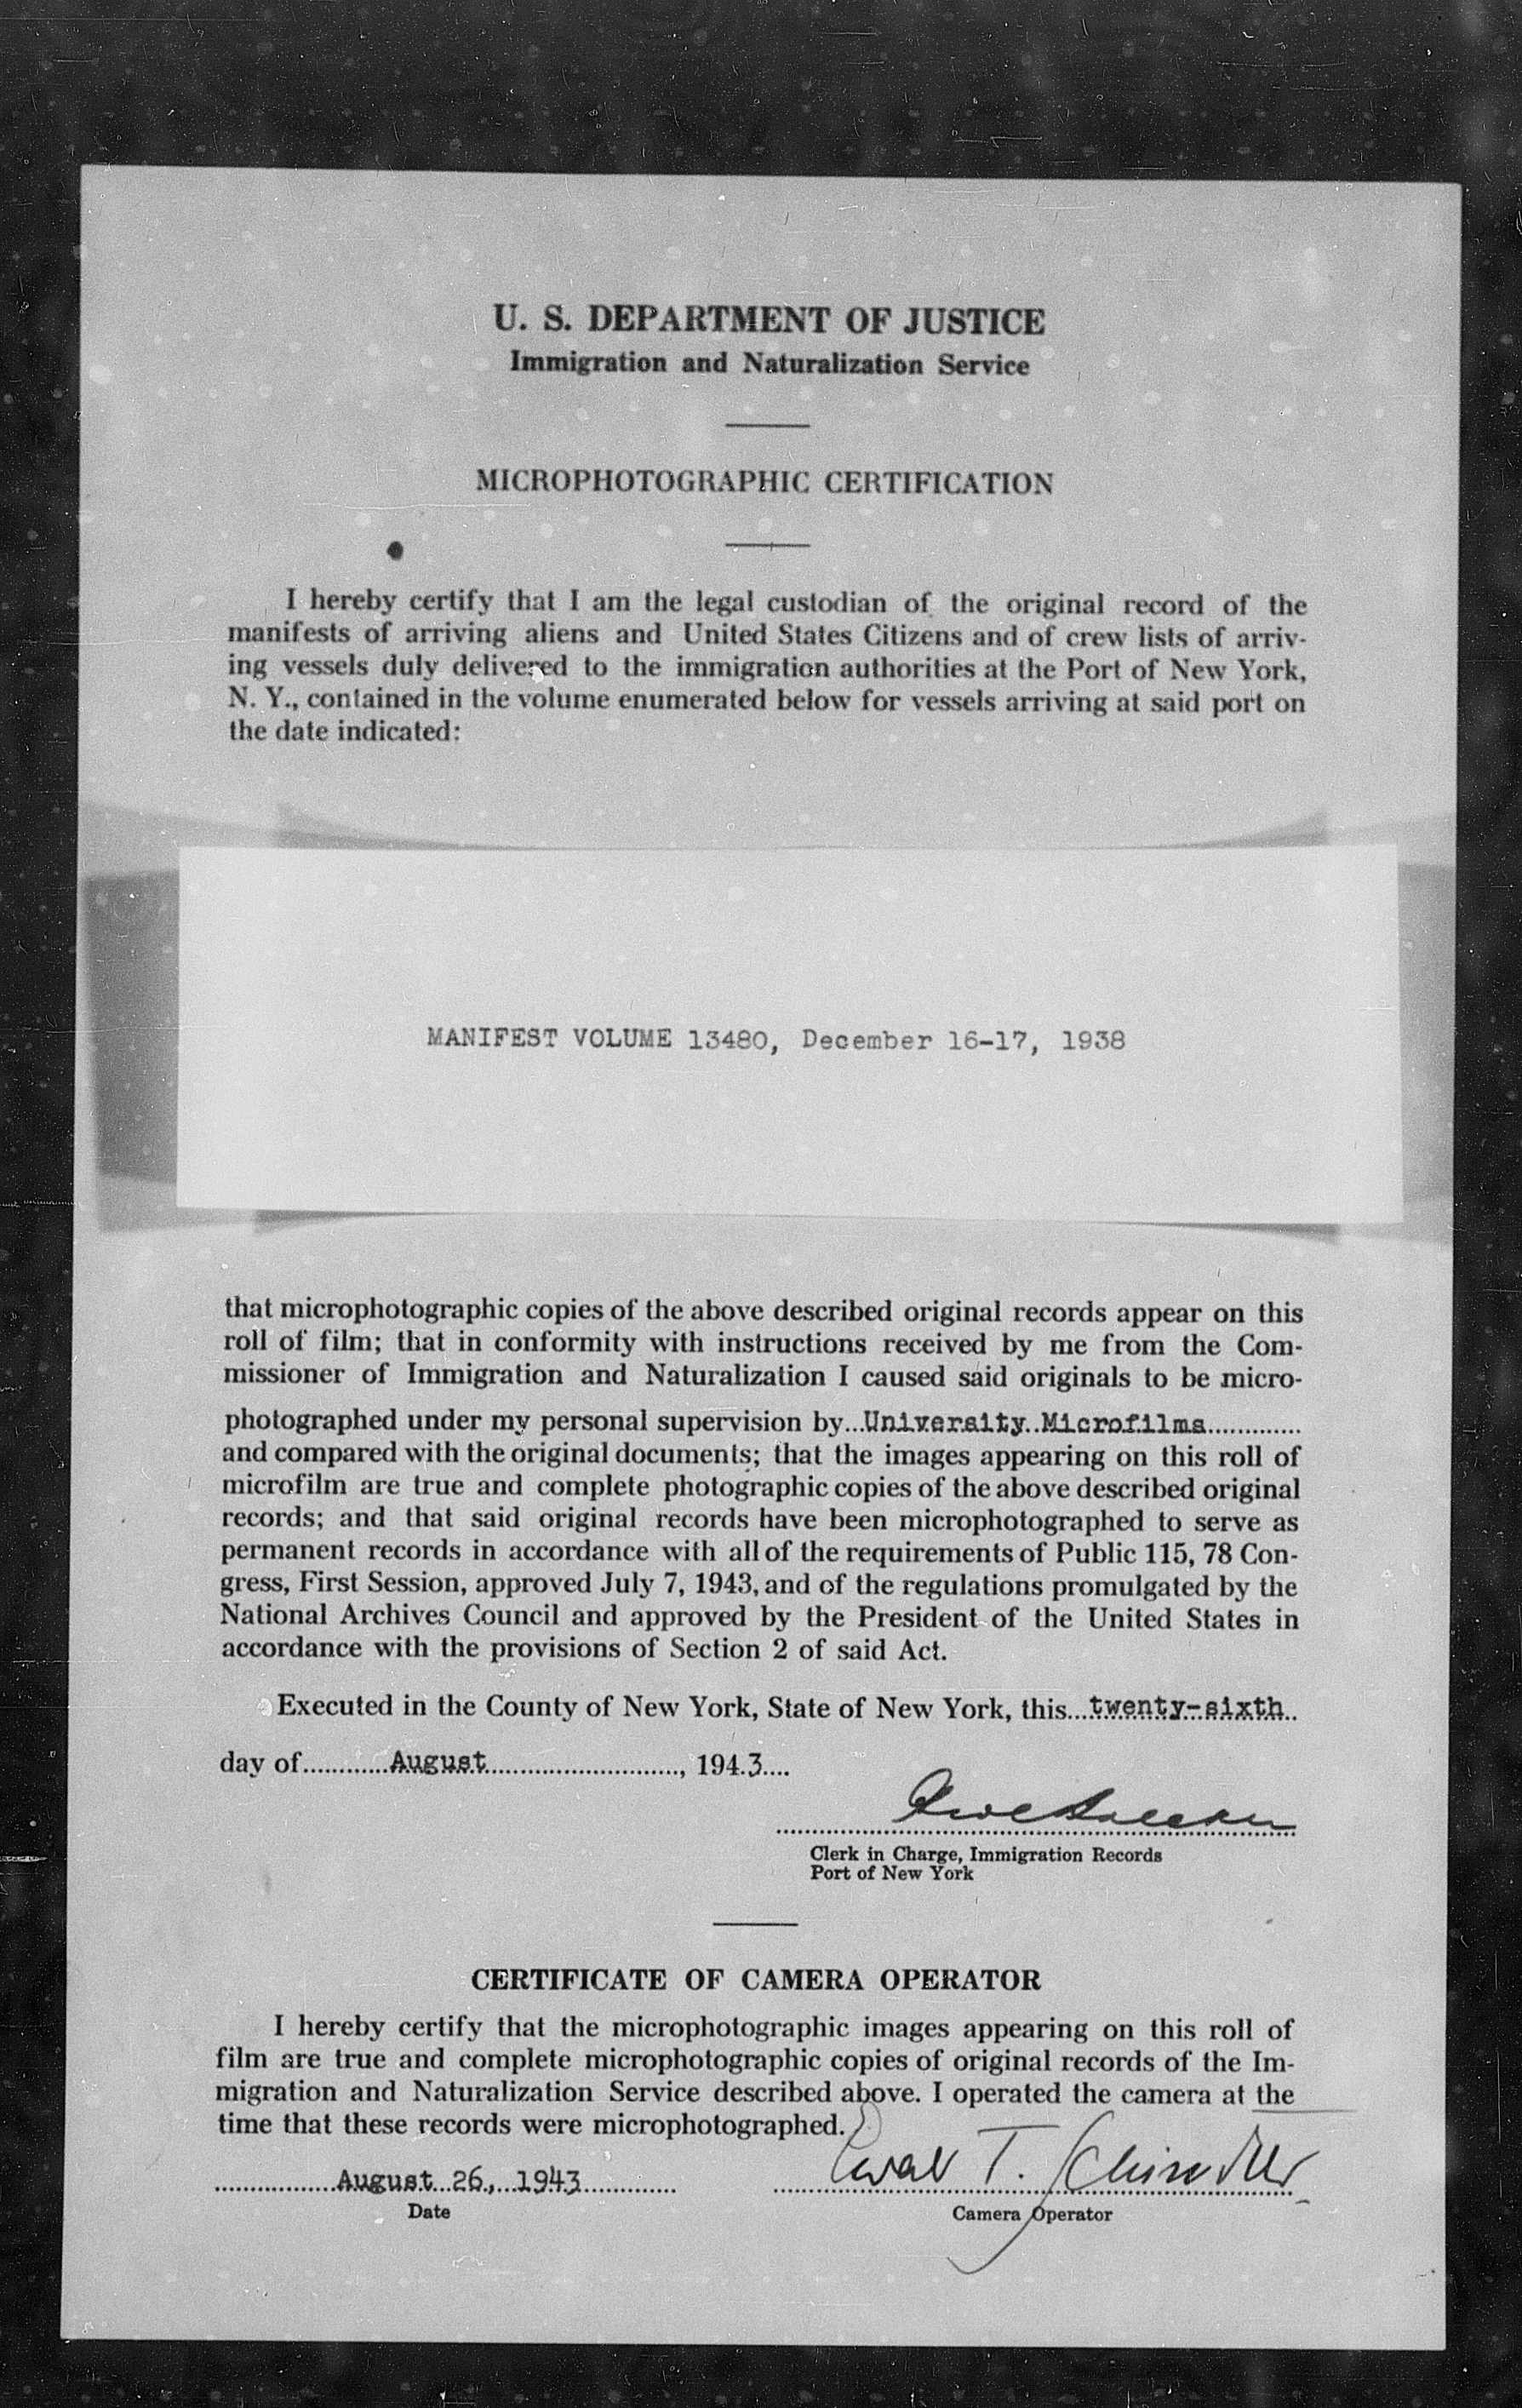 U. S. DEPARTMENT OF JUSTICE
Immigration and Naturalization Service
MICROPHOTOGRAPHIC CERTIFICATION
I hereby certify that I am the legal custodian of the original record of the
manifests of arriving aliens and United States Citizens and of crew lists of arriv-
ing vessels duly delivered to the immigration authorities at the Port of New York,
N. Y., contained in the volume enumerated below for vessels arriving at said port on
the date indicated:
MANIFEST VOLUME 13480, December 16-17, 1938
that microphotographic copies of the above described original records appear on this
roll of film; that in conformity with instructions received by me from the Com-
missioner of Immigration and Naturalization I caused said originals to be micro-
photographed under my personal supervision by...University Microfilms.............
and compared with the original documents; that the images appearing on this roll of
microfilm are true and complete photographic copies of the above described original
records; and that said original records have been microphotographed to serve as
permanent records in accordance with all of the requirements of Public 115, 78 Con-
gress, First Session, approved July 7, 1943, and of the regulations promulgated by the
National Archives Council and approved by the President of the United States in
accordance with the provisions of Section 2 of said Act.
Executed in the County of New York, State of New York, this...twenty-sixth..
day of............August............................, 194.3....
Clerk in Charge, Immigration Records
Port of New York
CERTIFICATE OF CAMERA OPERATOR
I hereby certify that the microphotographic images appearing on this roll of
film are true and complete microphotographic copies of original records of the Im-
migration and Naturalization Service described above. I operated the camera at the
time that these records were microphotographed.
T. Schindler
.................August 26, 1943..............
Date
Camera Operator